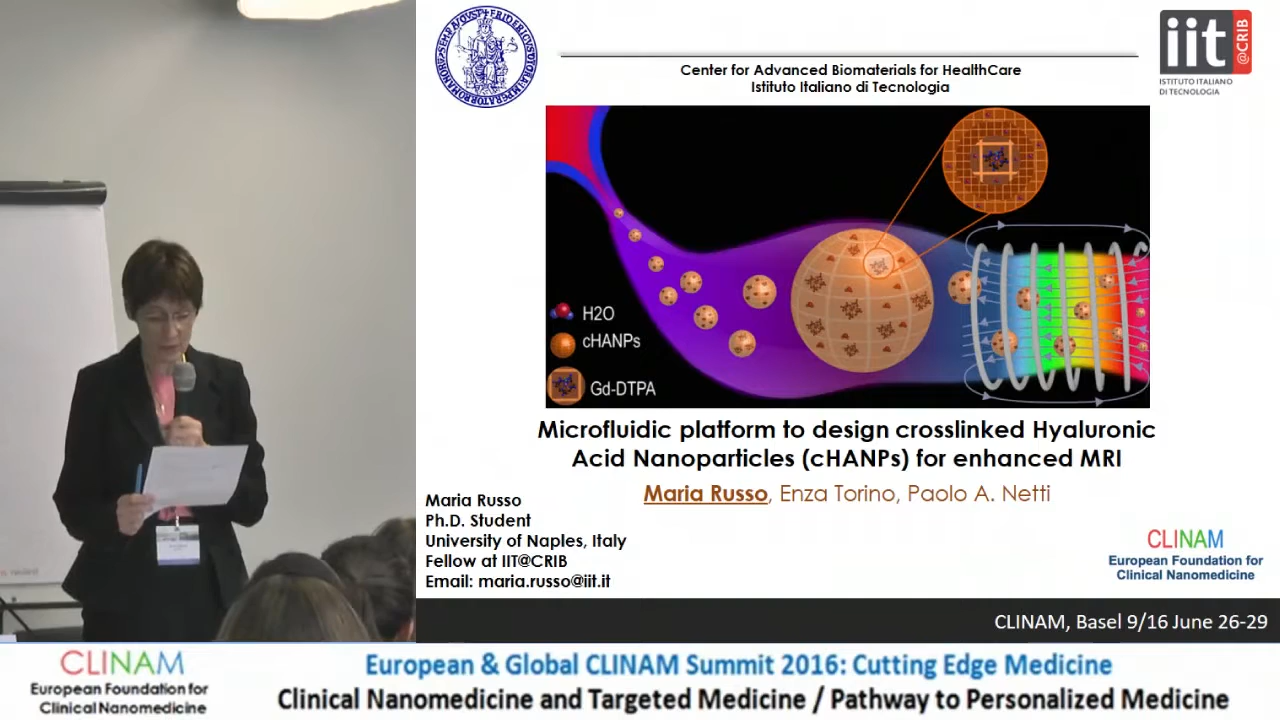 Center for Advanced Biomaterials for HealthCare
Istituto Italiano di Tecnologia
iit
@CRIB
ISTITUTO ITALIANO
DI TECNOLOGIA
H2O
cHANPs
Gd-DTPA
Microfluidic platform to design crosslinked Hyaluronic
Acid Nanoparticles (cHANPs) for enhanced MRI
Maria Russo, Enza Torino, Paolo A. Netti
Maria Russo
Ph.D. Student
University of Naples, Italy
Fellow at IIT@CRIB
Email: maria.russo@iit.it
CLINAM
European Foundation for
Clinical Nanomedicine
CLINAM, Basel 9/16 June 26-29
CLINAM
European Foundation for
Clinical Nanomedicine
European & Global CLINAM Summit 2016: Cutting Edge Medicine
Clinical Nanomedicine and Targeted Medicine / Pathway to Personalized Medicine